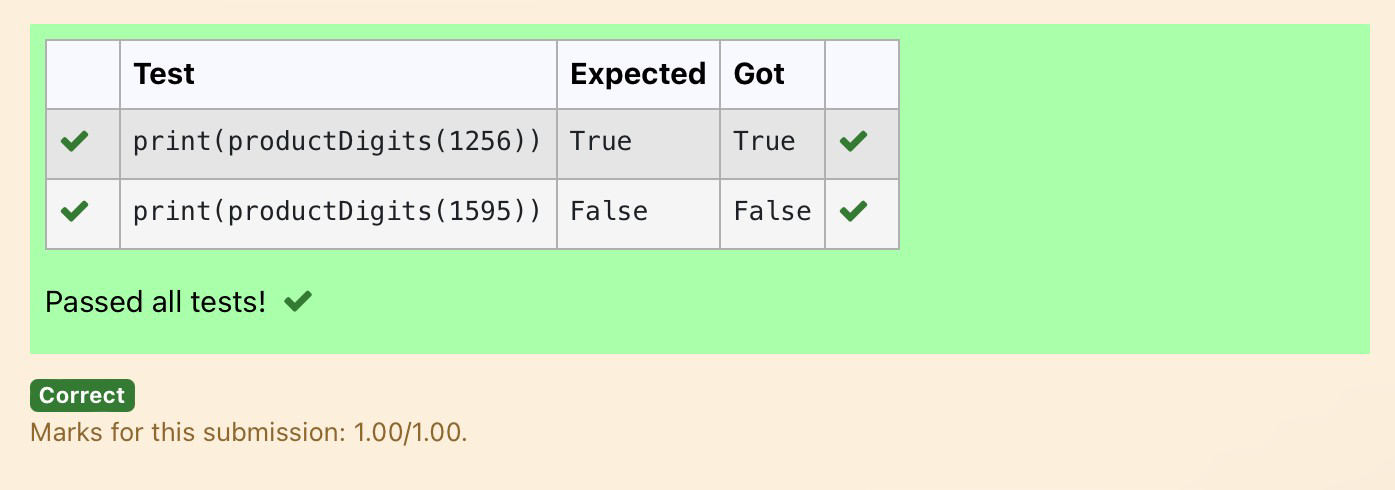 Test Expected Got
print(productDigits(1256)) True True
print(productDigits(1595)) False False
Passed all tests!
Correct
Marks for this submission: 1.00/1.00.